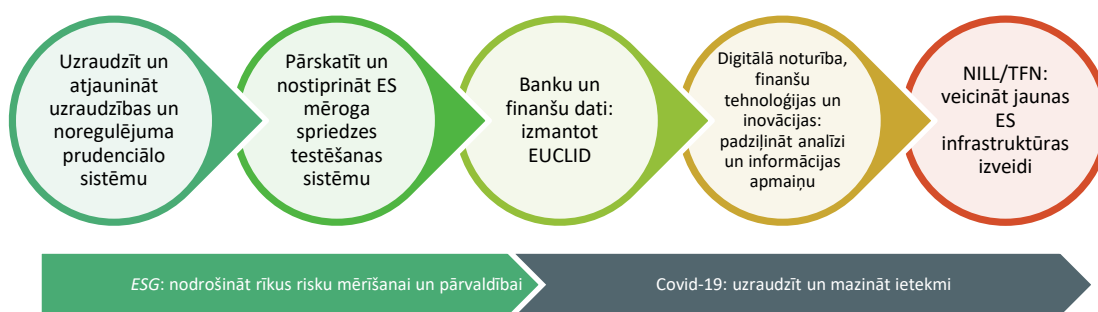 Uzraudzīt un
atjaunināt
uzraudzības un
noregulējuma
prudenciālo
sistēmu
Pārskatīt un
nostiprināt ES
mēroga
spriedzes
testēšanas
sistēmu
Banku un
finanšu dati:
izmantot
EUCLID
Digitālā noturība,
finanšu
tehnoloģijas un
inovācijas:
padziļināt analīzi
un informācijas
apmaiņu
NILL/TFN:
veicināt jaunas
ES
infrastruktūras
izveidi
ESG: nodrošināt rīkus risku mērīšanai un pārvaldībai
Covid-19: uzraudzīt un mazināt ietekmi